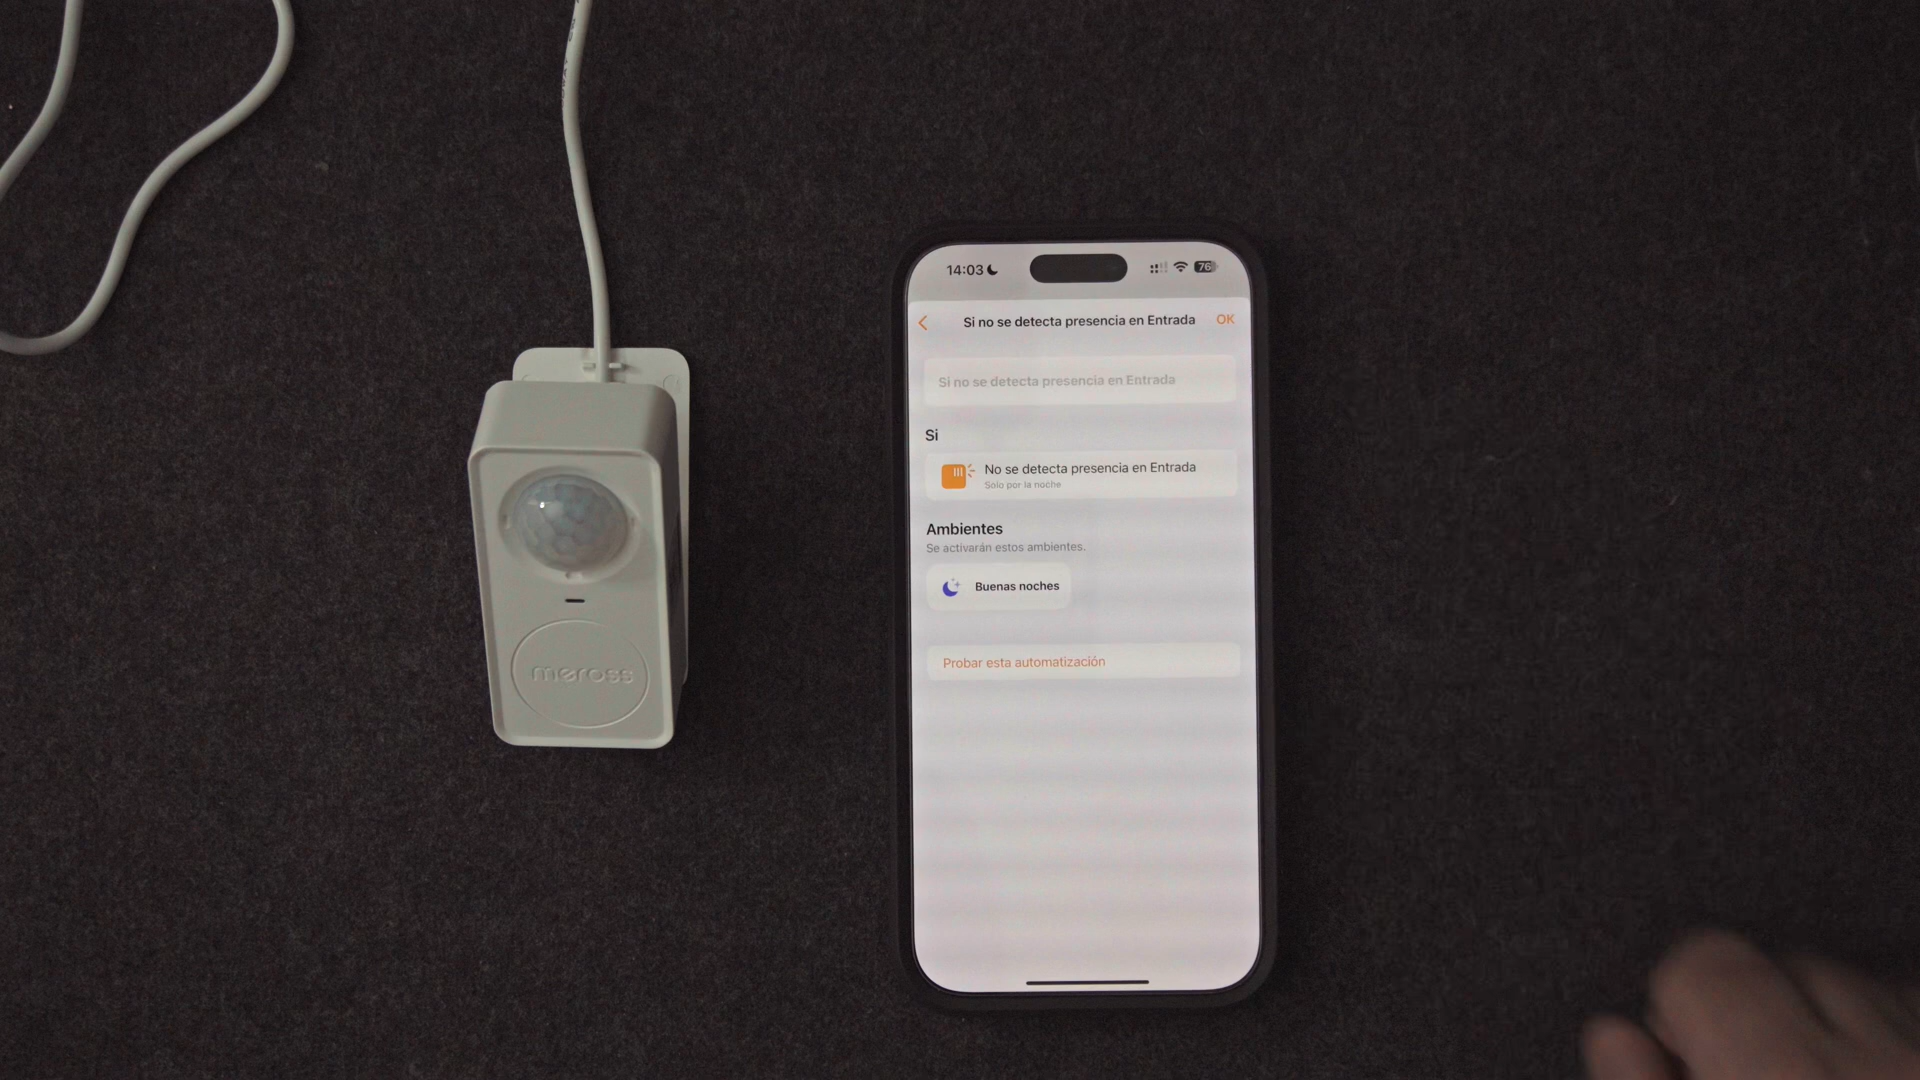 14:03
76
Si no se detecta presencia en Entrada
OK
Si no se detecta presencia en Entrada
Si
No se detecta presencia en Entrada
Solo por la noche
Ambientes
Se activarán estos ambientes.
Buenas noches
Probar esta automatización
meross